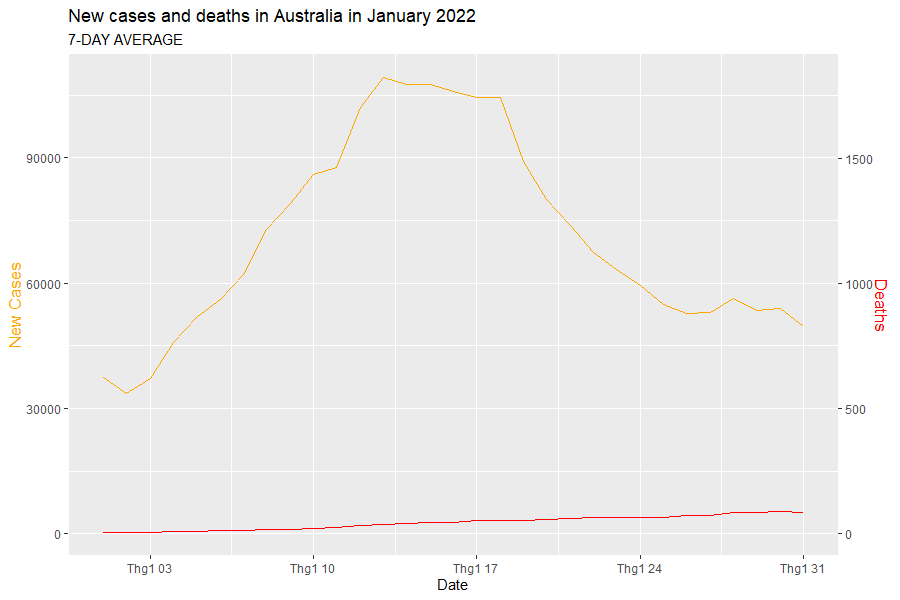 New cases and deaths in Australia in January 2022
7-DAY AVERAGE
New Cases
90000
60000
30000
0
1500
1000
500
0
Deaths
Thg1 03
Thg1 10
Thg1 17
Thg1 24
Thg1 31
Date